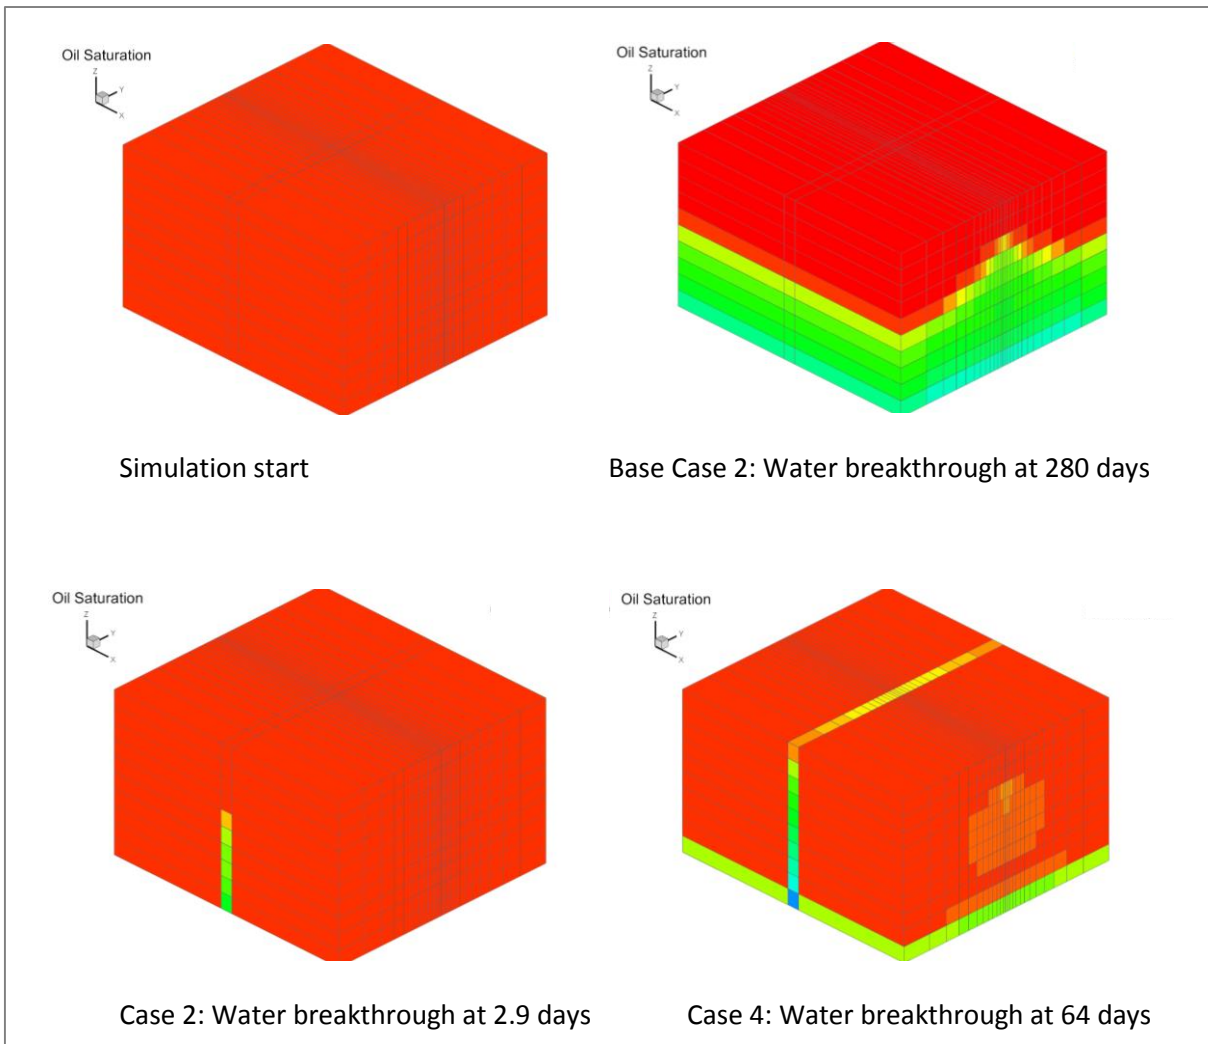 Oil Saturation
Z
Y
X
Oil Saturation
Z
Y
X
Simulation start
Base Case 2: Water breakthrough at 280 days
Oil Saturation
Z
Y
X
Oil Saturation
Z
Y
X
Case 2: Water breakthrough at 2.9 days
Case 4: Water breakthrough at 64 days